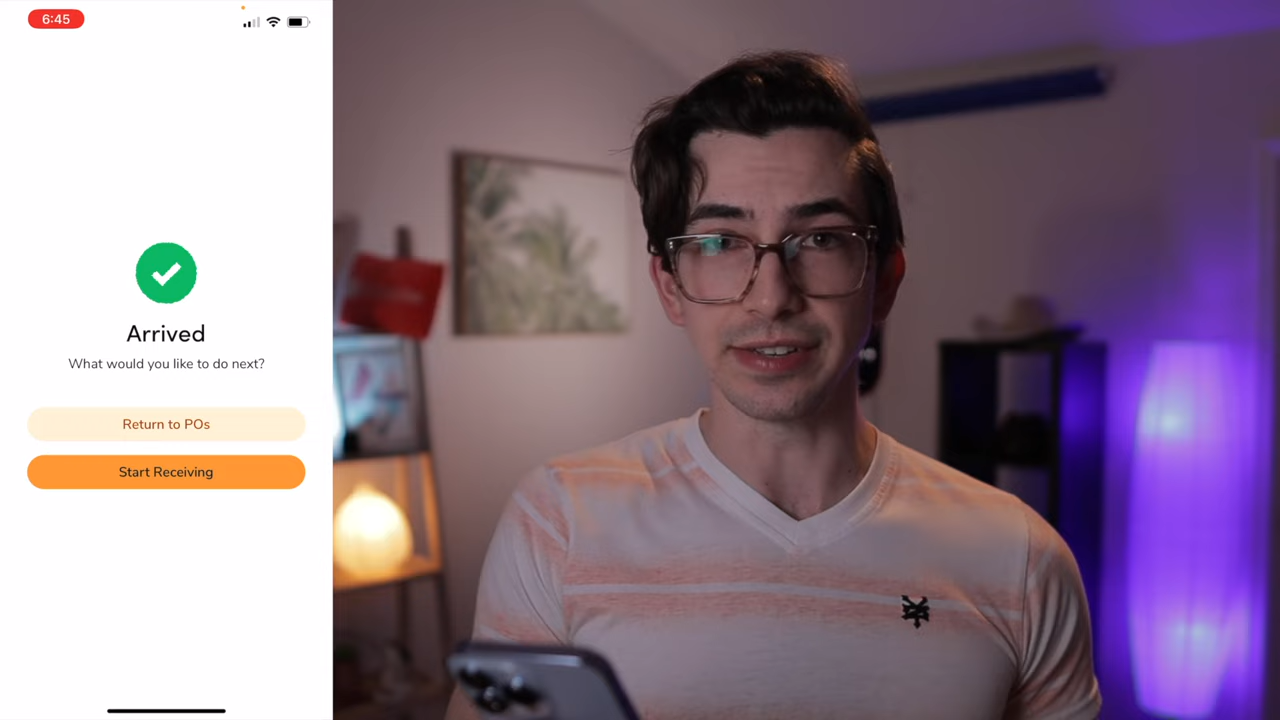 6:45
Arrived
What would you like to do next?
Return to POs
Start Receiving